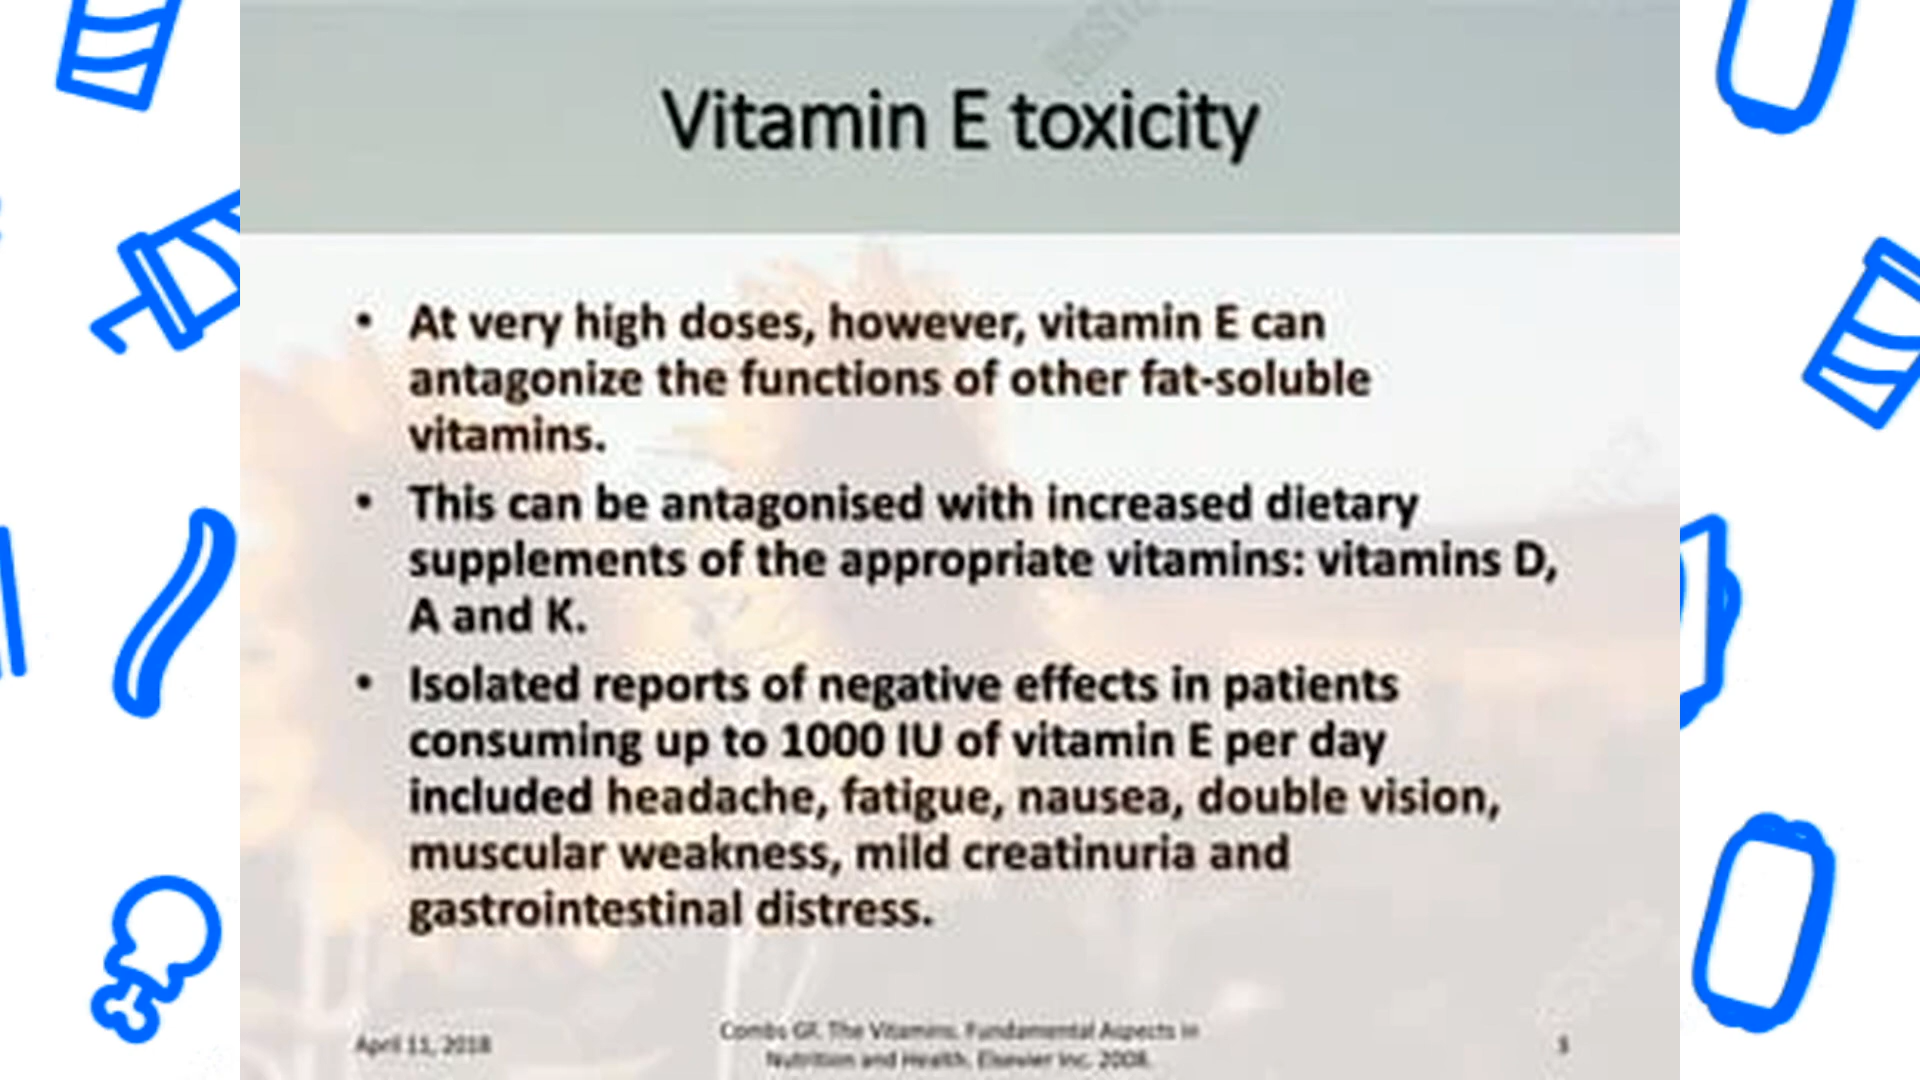 Vitamin E toxicity
• At very high doses, however, vitamin E can
antagonize the functions of other fat-soluble
vitamins.
• This can be antagonised with increased dietary
supplements of the appropriate vitamins: vitamins D,
A and K.
• Isolated reports of negative effects in patients
consuming up to 1000 IU of vitamin E per day
included headache, fatigue, nausea, double vision,
muscular weakness, mild creatinuria and
gastrointestinal distress.
April 11, 2018
Combs GF. The Vitamins. Fundamental Aspects in
Nutrition and Health. Elsevier Inc. 2008.